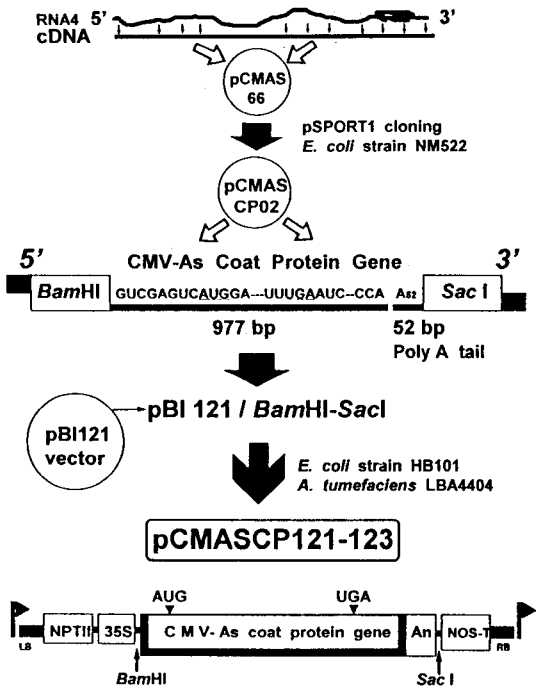 RNA4 5’ 3’
cDNA
pCMAS
66
pSPORT1 cloning
E. coli strain NM522
pCMAS
CP02
5’ 3’
CMV-As Coat Protein Gene
BamHI GUCGAGUCAUGGA---UUUGAAUC--CCA A52 Sac I
977 bp 52 bp
Poly A tail
pBI121
vector
pBI 121 / BamHI-SacI
E. coli strain HB101
A. tumefaciens LBA4404
pCMASCP121-123
AUG UGA
NPTII 35S CMV-As coat protein gene An NOS-T
LB RB
BamHI Sac I